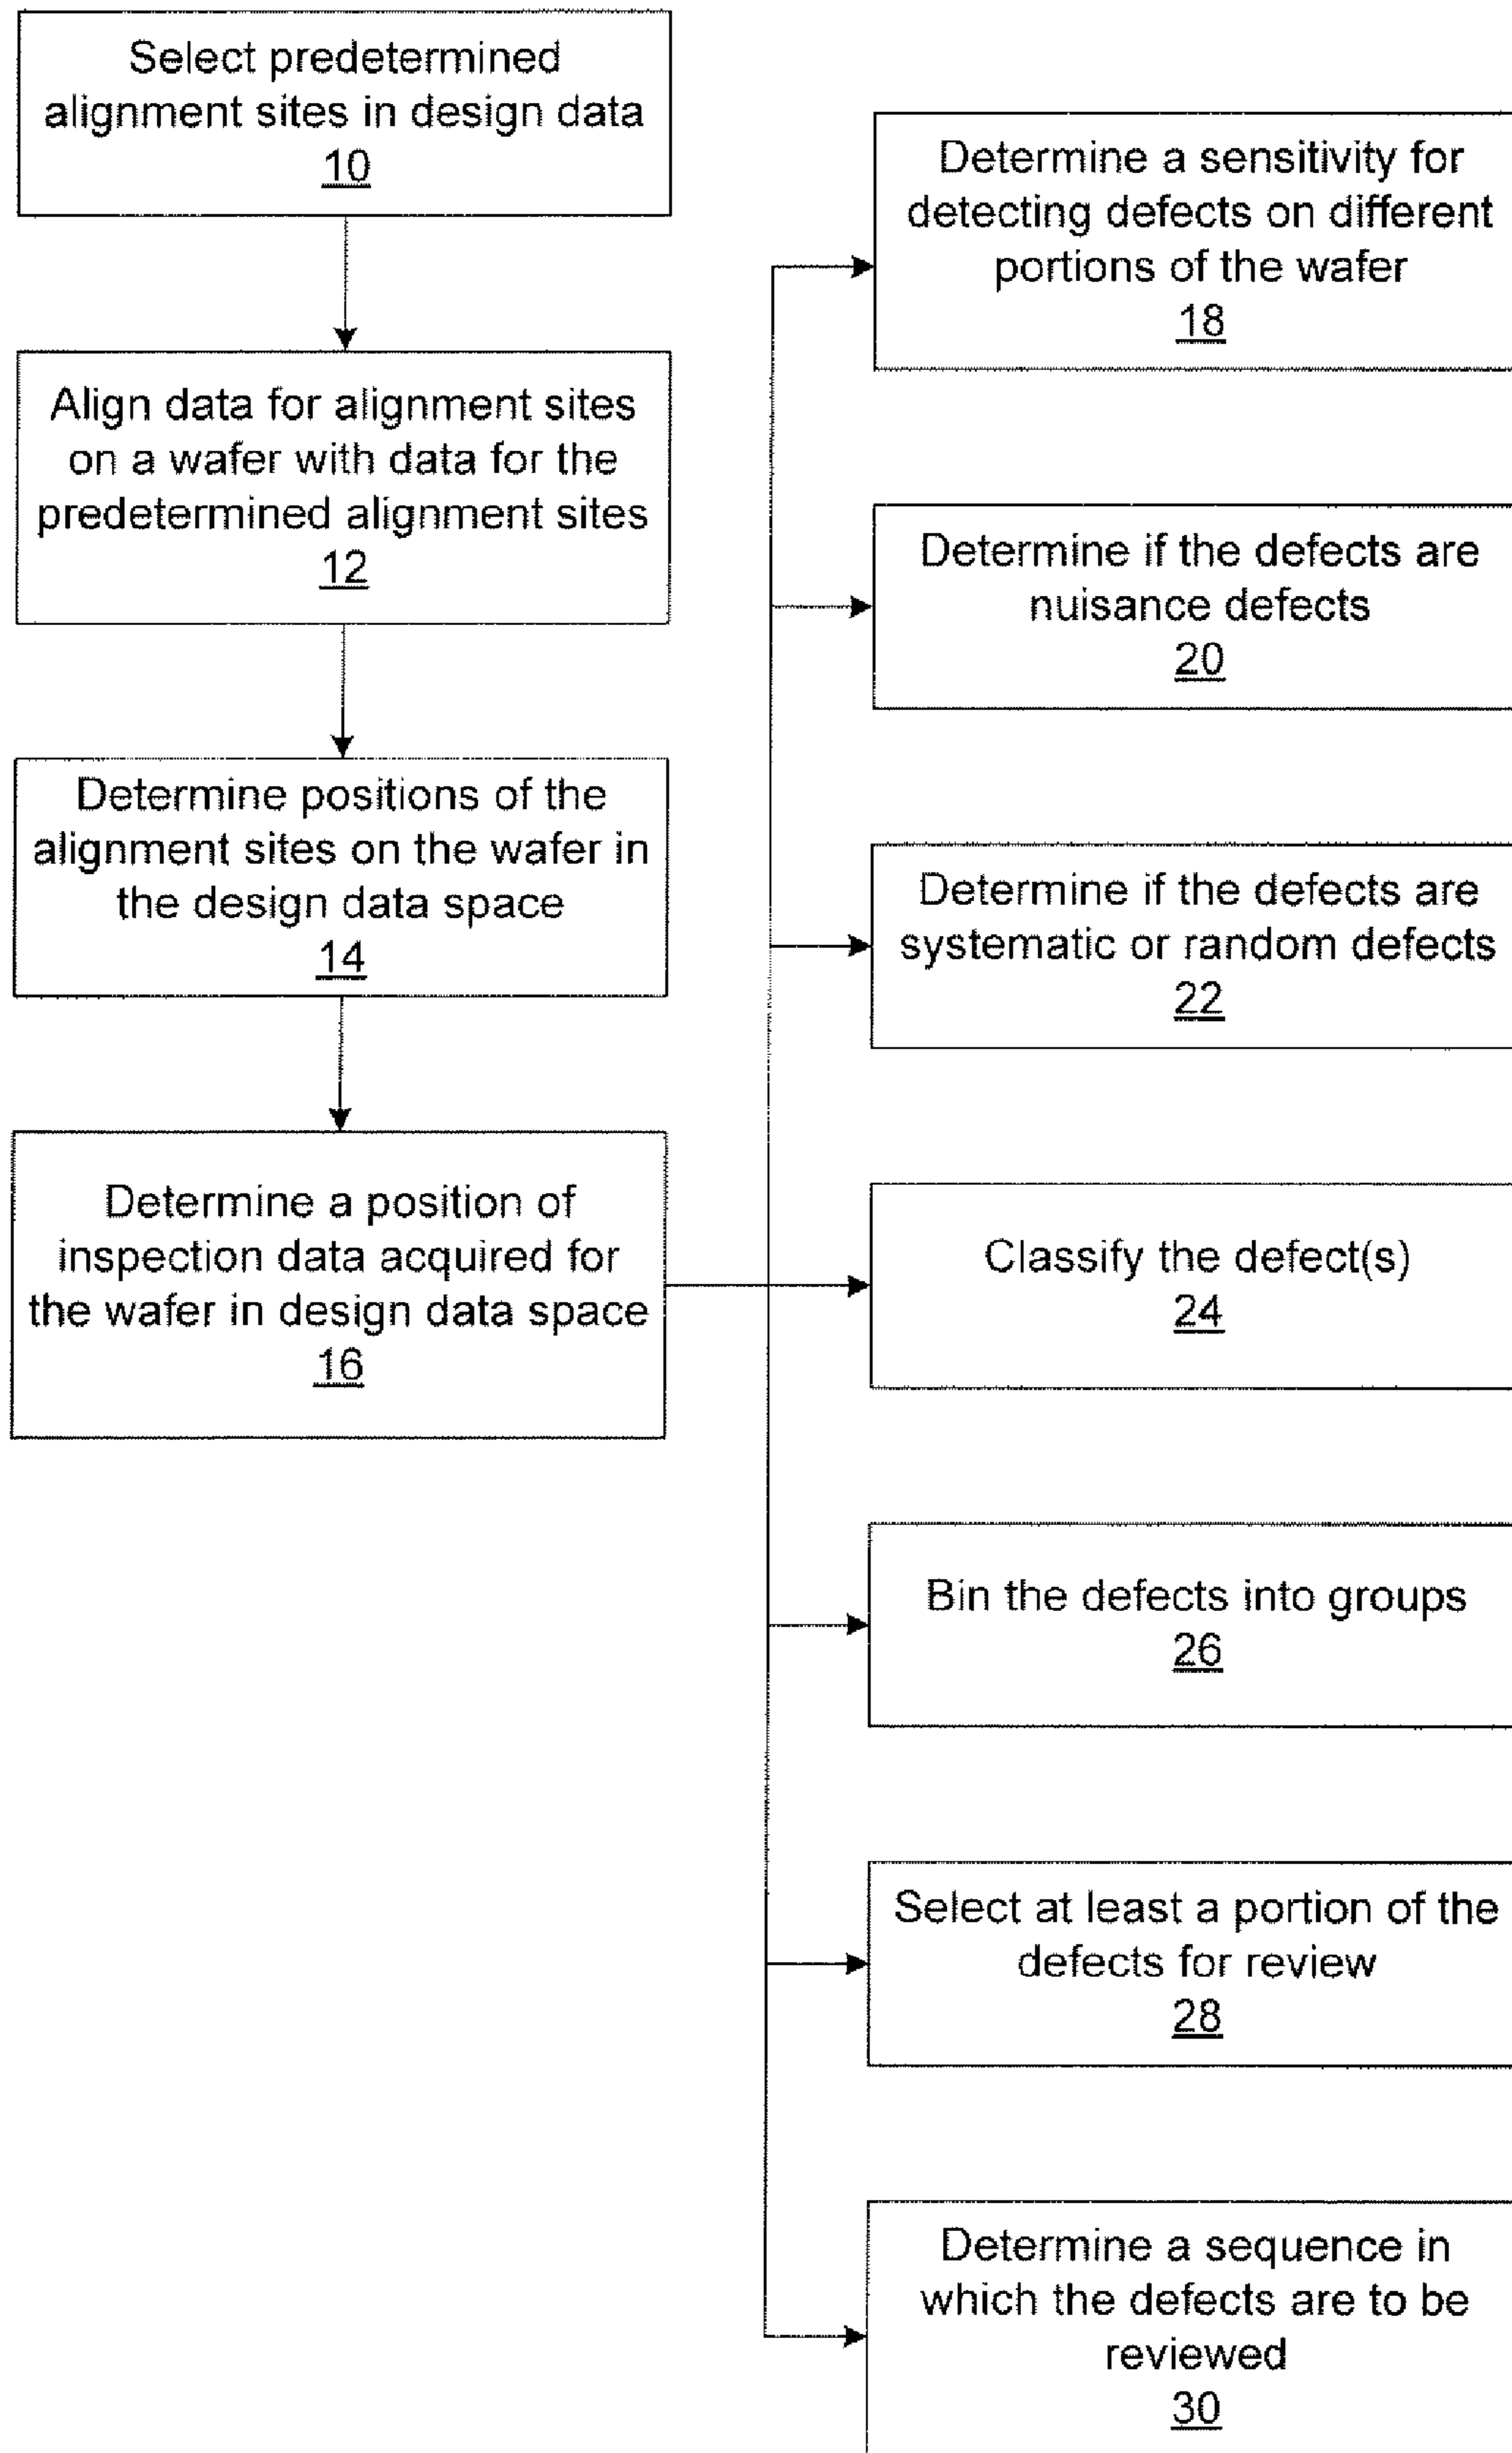 Select predetermined
alignment sites in design data
10
Align data for alignment sites
on a wafer with data for the
predetermined alignment sites
12
Determine positions of the
alignment sites on the wafer in
the design data space
14
Determine a position of
inspection data acquired for
the wafer in design data space
16
Determine a sensitivity for
detecting defects on different
portions of the wafer
18
Determine if the defects are
nuisance defects
20
Determine if the defects are
systematic or random defects
22
Classify the defect(s)
24
Bin the defects into groups
26
Select at least a portion of the
defects for review
28
Determine a sequence in
which the defects are to be
reviewed
30